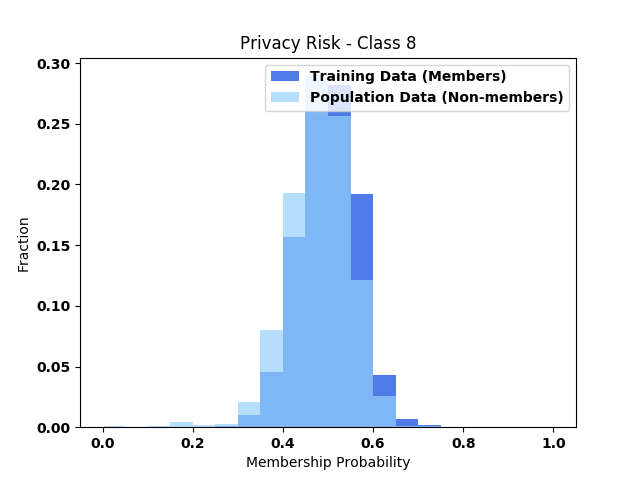 Privacy Risk - Class 8
Training Data (Members)
Population Data (Non-members)
0.30
0.25
0.20
0.15
0.10
0.05
0.00
Fraction
0.0 0.2 0.4 0.6 0.8 1.0
Membership Probability